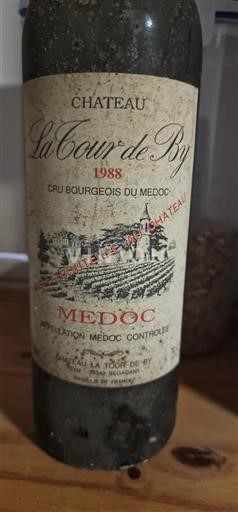 CHATEAU
La Tour de By
1988
CRU BOURGEOIS DU MEDOC
MIS EN BOUTEILLE AU CHATEAU
MEDOC
APPELLATION MEDOC CONTROLÉE
CHATEAU LA TOUR DE BY
BEGADAN
PRODUCE OF FRANCE